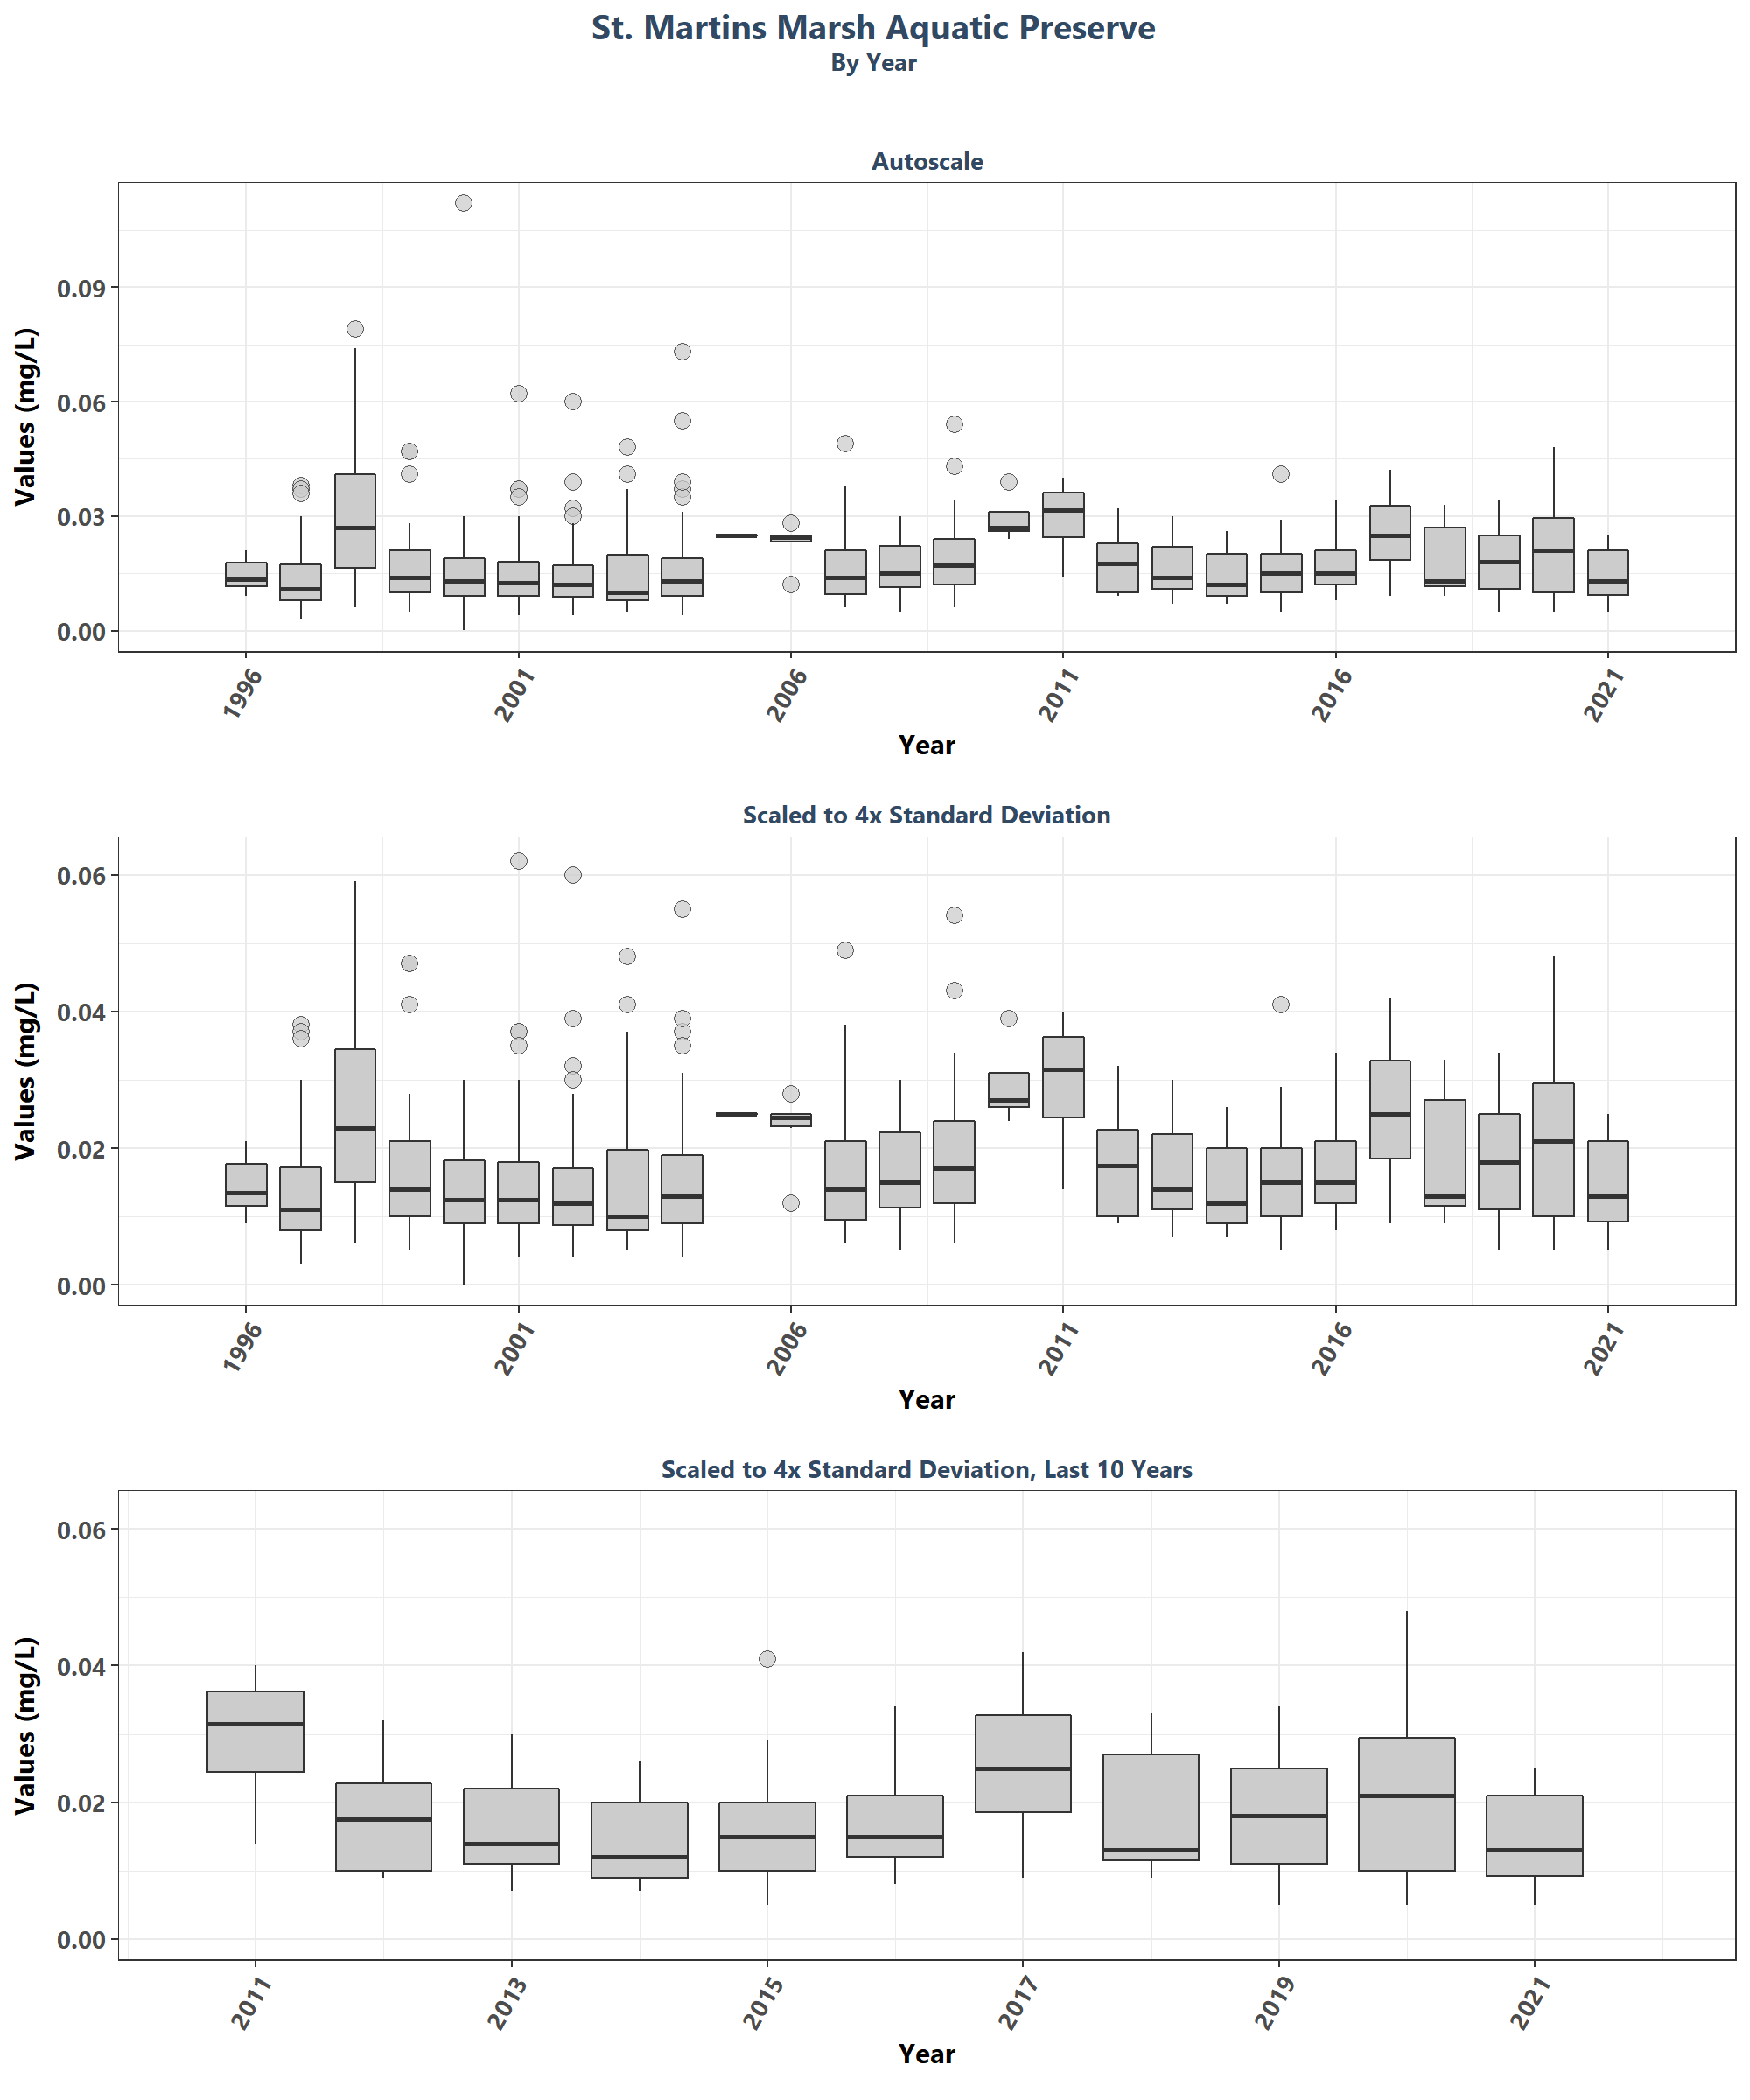 St. Martins Marsh Aquatic Preserve
By Year
Autoscale
Values (mg/L)
0.09
0.06
0.03
0.00
1996
2001
2006
2011
2016
2021
Year
Scaled to 4x Standard Deviation
Values (mg/L)
0.06
0.04
0.02
0.00
1996
2001
2006
2011
2016
2021
Year
Scaled to 4x Standard Deviation, Last 10 Years
Values (mg/L)
0.06
0.04
0.02
0.00
2011
2013
2015
2017
2019
2021
Year